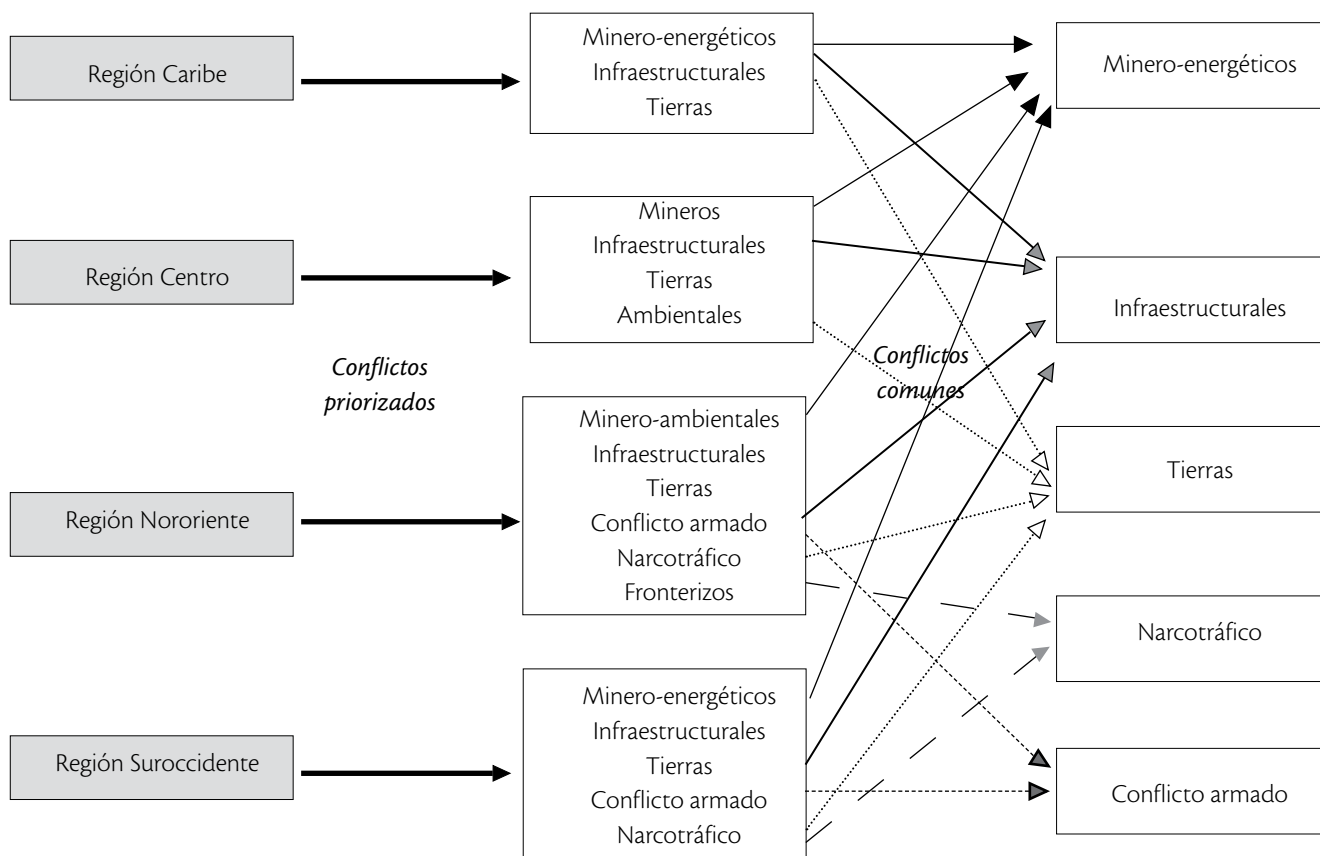 Región Caribe
Minero-energéticos
Infraestructurales
Tierras
Minero-energéticos
Región Centro
Mineros
Infraestructurales
Tierras
Ambientales
Infraestructurales
Conflictos
priorizados
Conflictos
comunes
Región Nororiente
Minero-ambientales
Infraestructurales
Tierras
Conflicto armado
Narcotráfico
Fronterizos
Tierras
Narcotráfico
Región Suroccidente
Minero-energéticos
Infraestructurales
Tierras
Conflicto armado
Narcotráfico
Conflicto armado